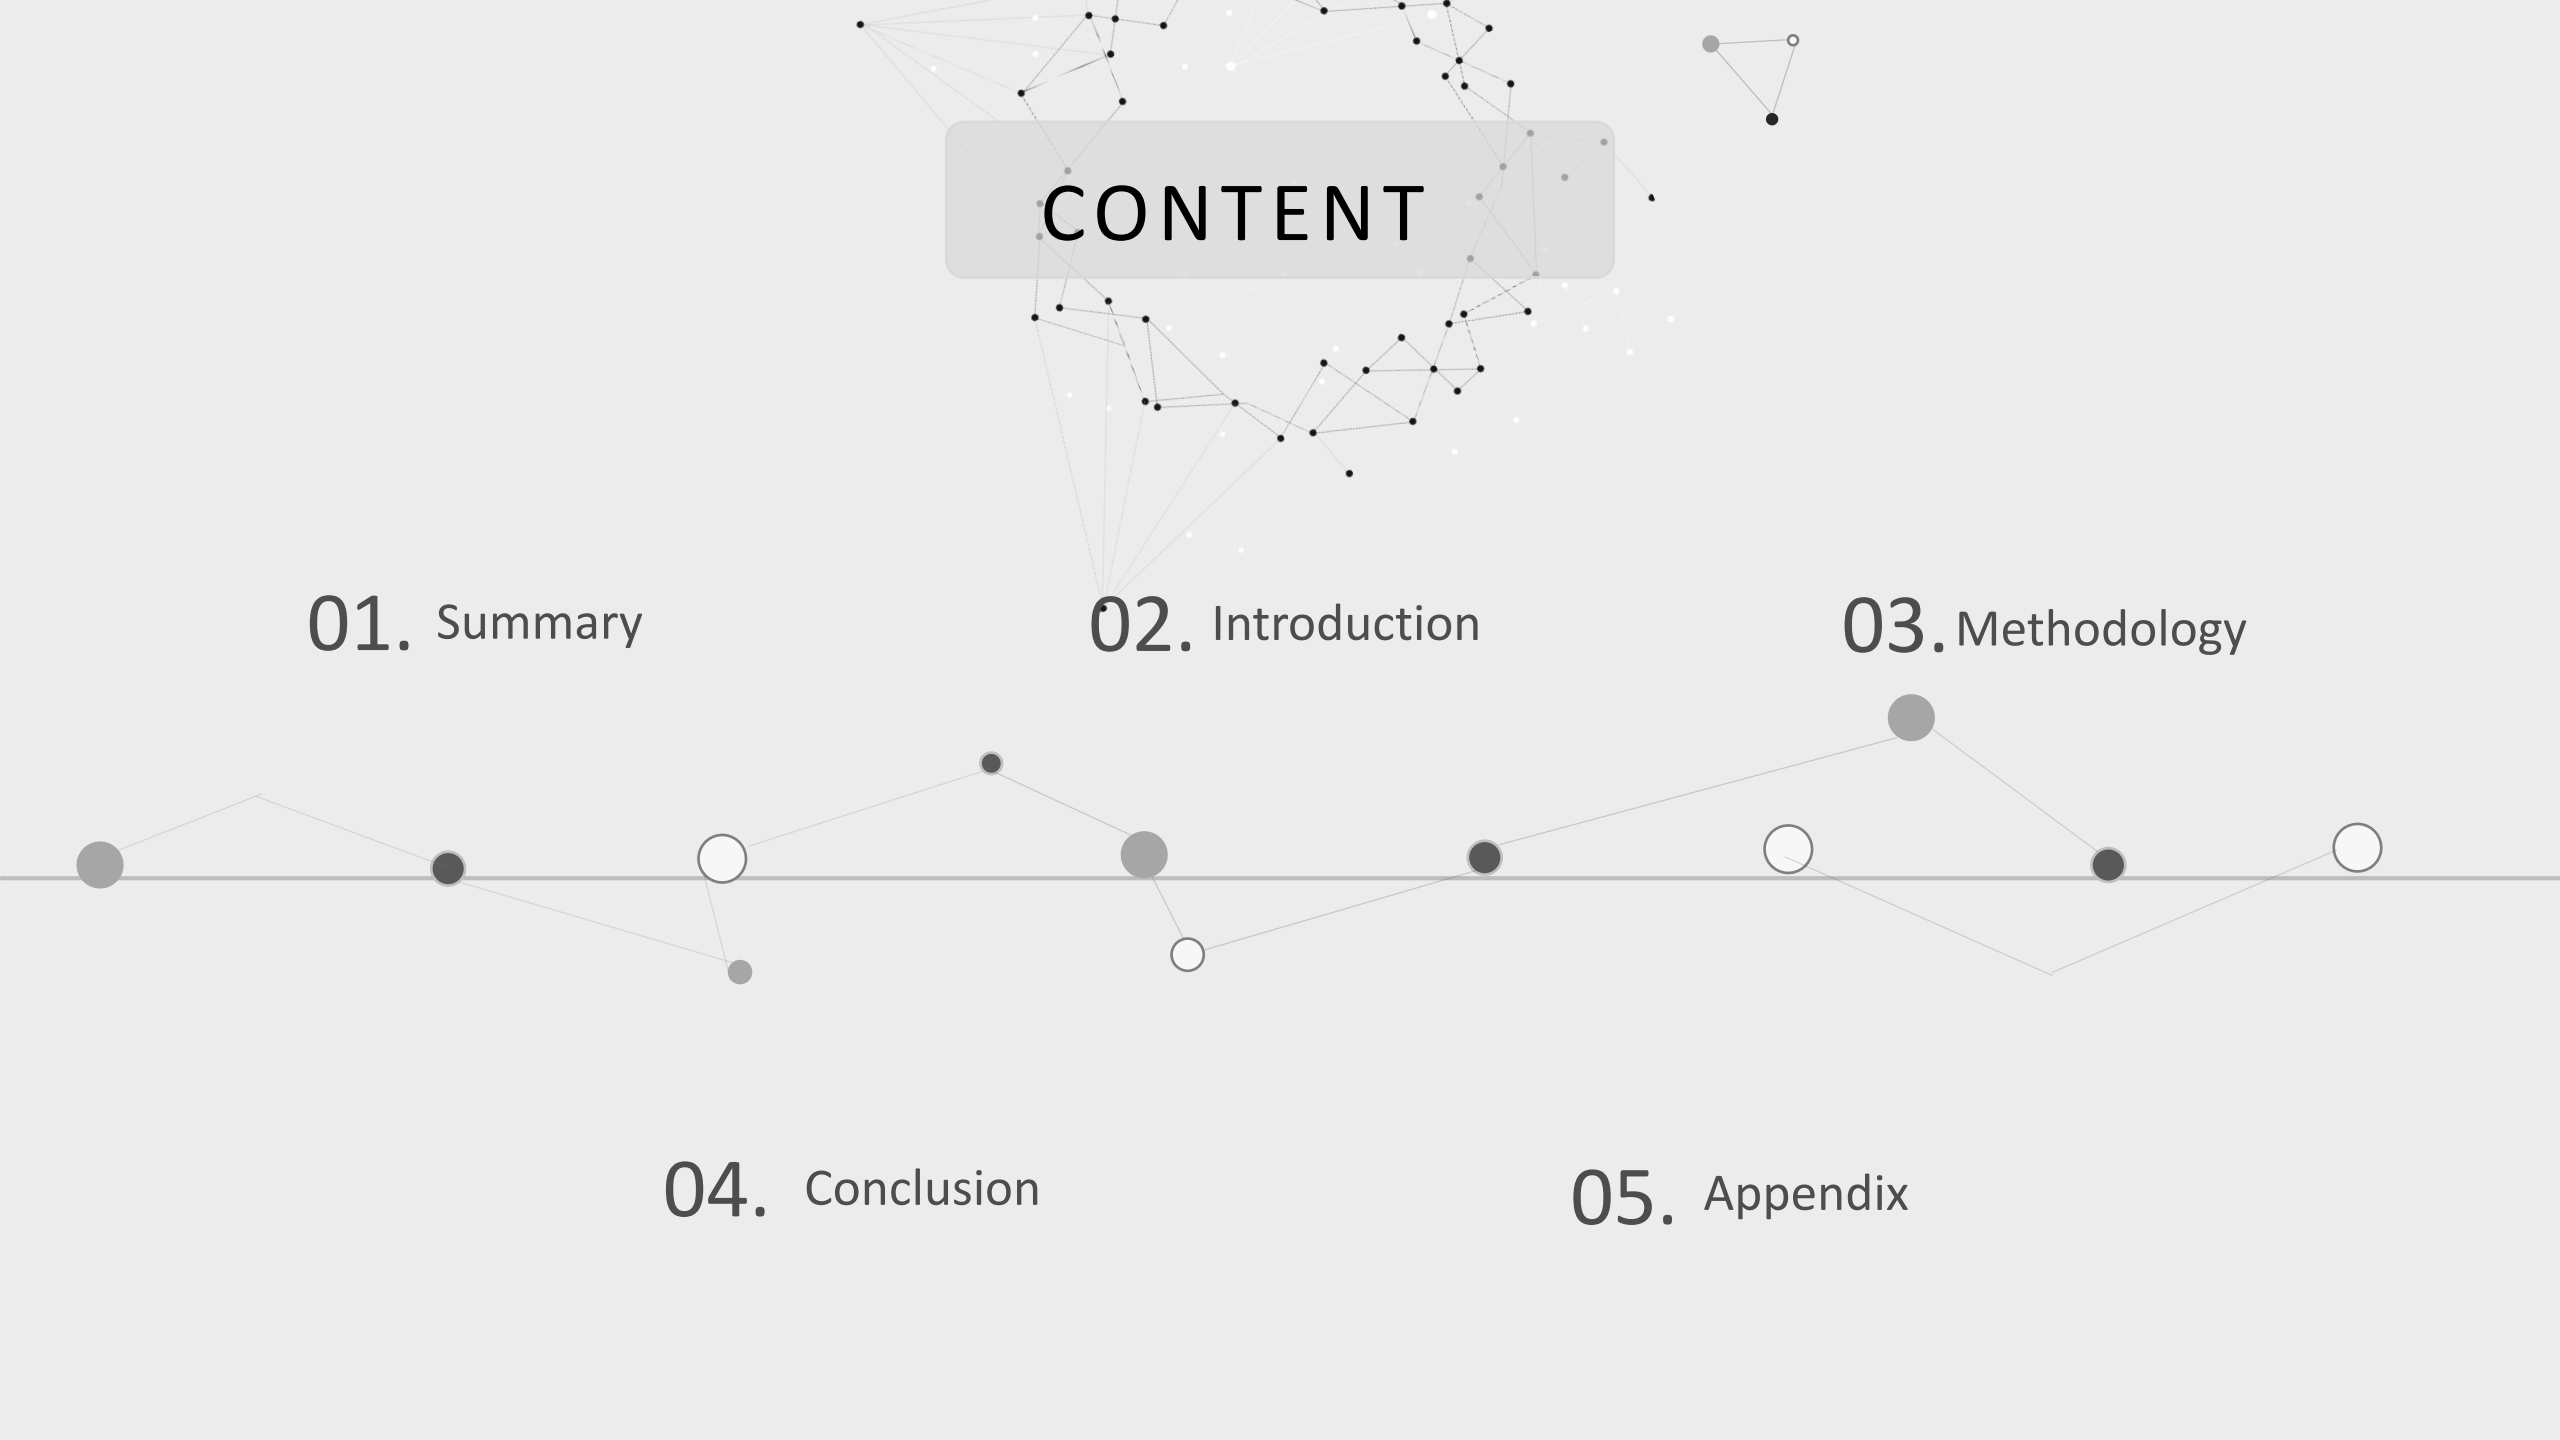 CONTENT
01. Summary
02. Introduction
03. Methodology
04. Conclusion
05. Appendix